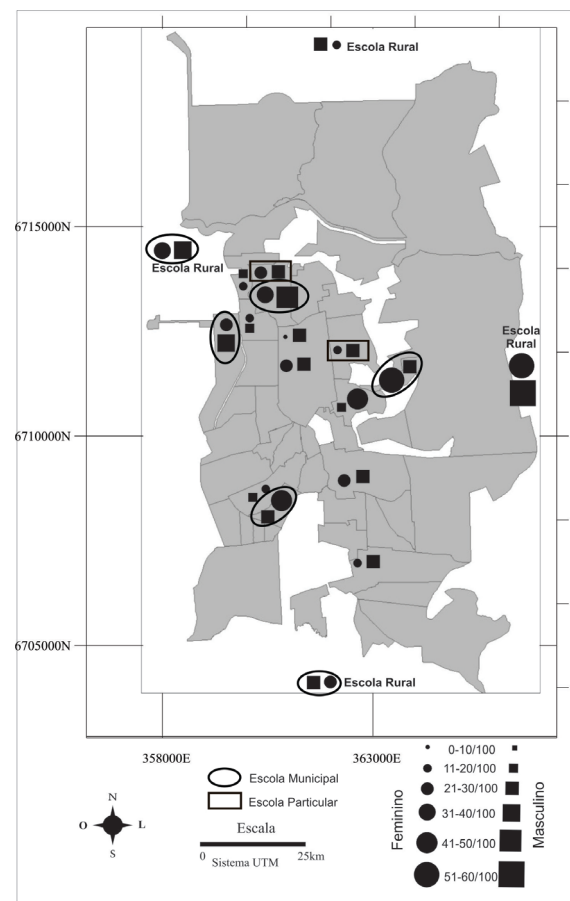 Escola Rural
6715000N
Escola Rural
Escola
Rural
6710000N
6705000N
Escola Rural
358000E
363000E
Escola Municipal
Escola Particular
N
O
L
S
Escala
0
25km
Sistema UTM
Feminino
0-10/100
11-20/100
21-30/100
31-40/100
41-50/100
51-60/100
Masculino